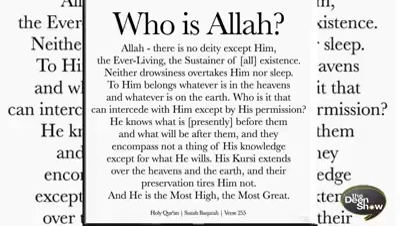 Who is Allah?
Allah - there is no deity except Him,
the Ever-Living, the Sustainer of [all] existence.
Neither drowsiness overtakes Him nor sleep.
To Him belongs whatever is in the heavens
and whatever is on the earth. Who is it that
can intercede with Him except by His permission?
He knows what is [presently] before them
and what will be after them, and they
encompass not a thing of His knowledge
except for what He wills. His Kursi extends
over the heavens and the earth, and their
preservation tires Him not.
And He is the Most High, the Most Great.
Holy Qur'an | Surah Baqarah | Verse 255
the
Deen
Show